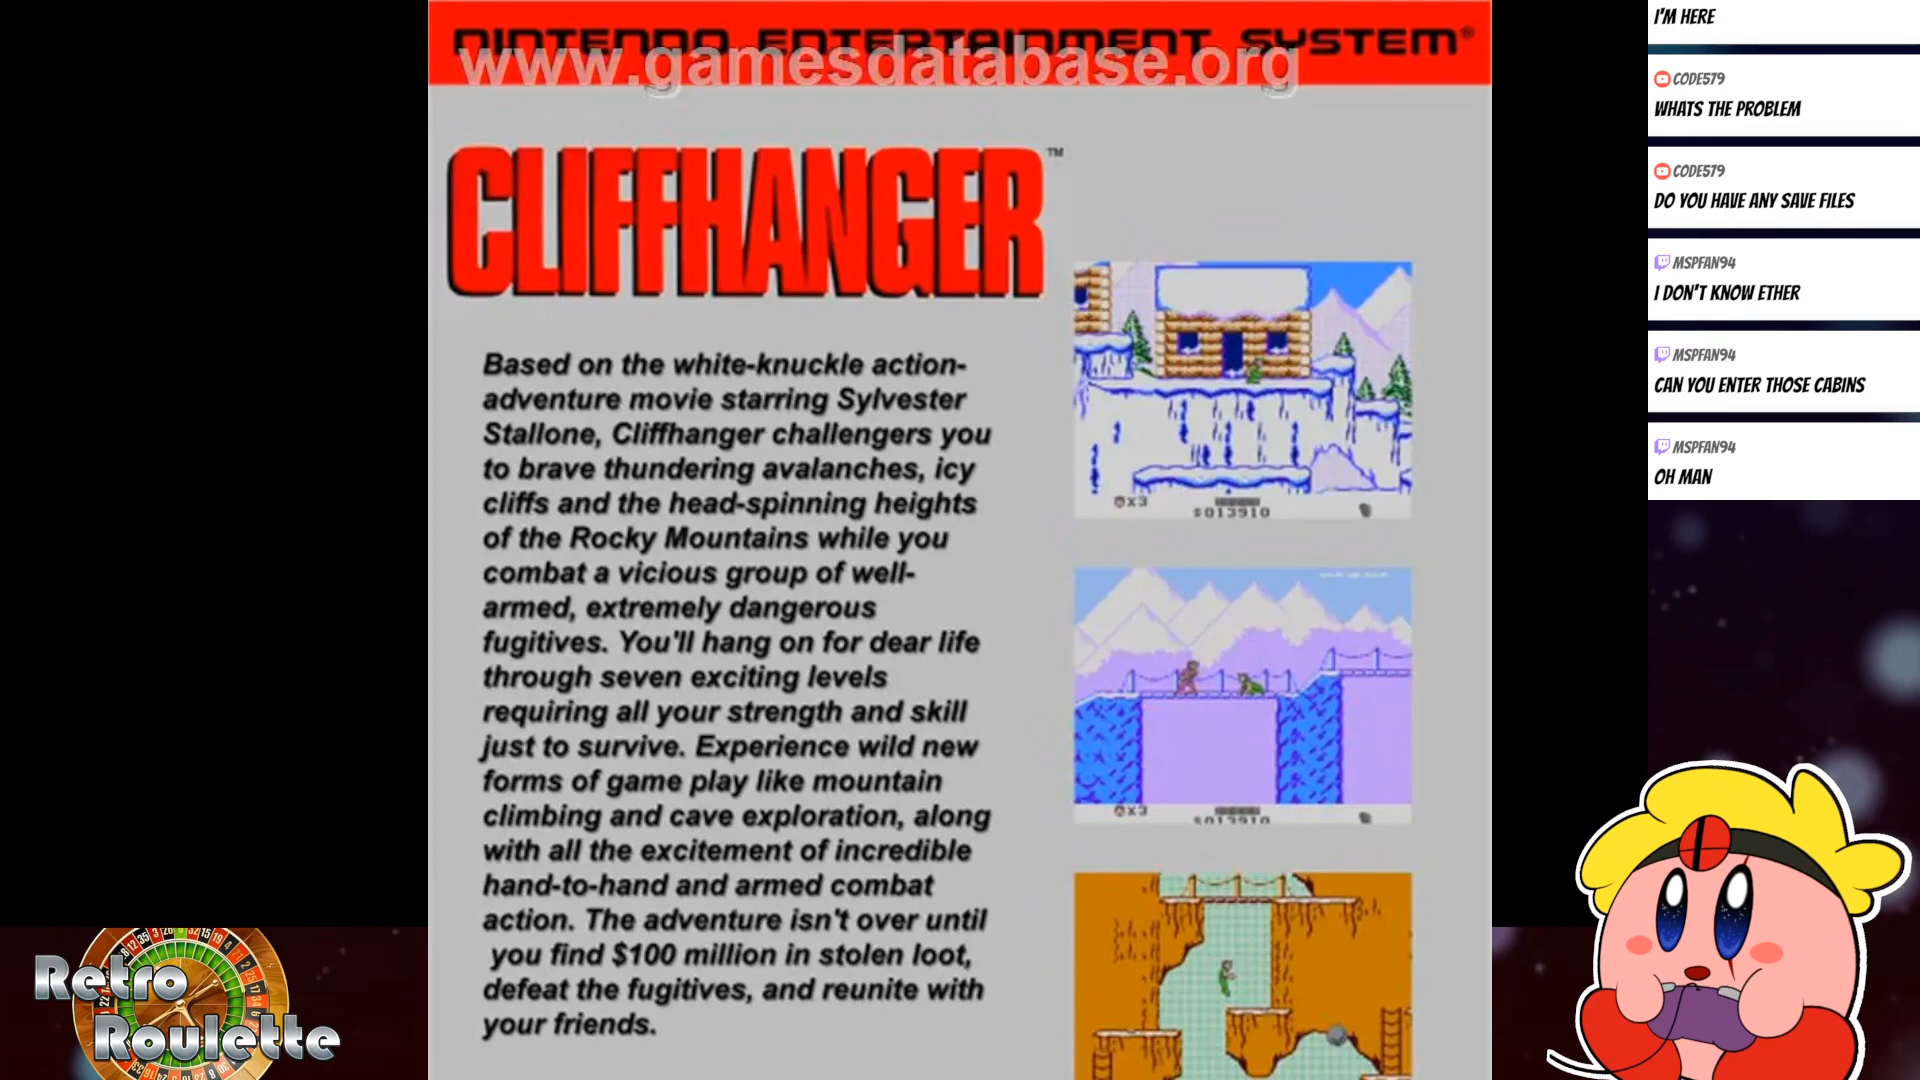 NINTENDO ENTERTAINMENT SYSTEM®
www.gamesdatabase.org
CLIFFHANGER™
Based on the white-knuckle action-
adventure movie starring Sylvester
Stallone, Cliffhanger challengers you
to brave thundering avalanches, icy
cliffs and the head-spinning heights
of the Rocky Mountains while you
combat a vicious group of well-
armed, extremely dangerous
fugitives. You'll hang on for dear life
through seven exciting levels
requiring all your strength and skill
just to survive. Experience wild new
forms of game play like mountain
climbing and cave exploration, along
with all the excitement of incredible
hand-to-hand and armed combat
action. The adventure isn't over until
you find $100 million in stolen loot,
defeat the fugitives, and reunite with
your friends.
x3
$013910
x3
$013910
I'M HERE
CODE579
WHATS THE PROBLEM
CODE579
DO YOU HAVE ANY SAVE FILES
MSPFAN94
I DON'T KNOW ETHER
MSPFAN94
CAN YOU ENTER THOSE CABINS
MSPFAN94
OH MAN
Retro
Roulette